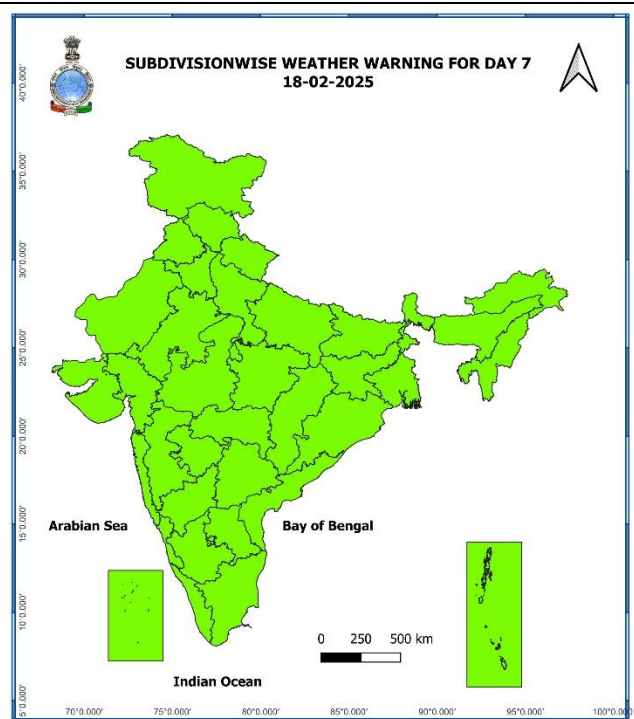 SUBDIVISIONWISE WEATHER WARNING FOR DAY 7
18-02-2025
40°0.000'
35°0.000'
30°0.000'
25°0.000'
20°0.000'
15°0.000'
10°0.000'
5°0.000'
Arabian Sea
Bay of Bengal
0 250 500 km
Indian Ocean
70°0.000' 75°0.000' 80°0.000' 85°0.000' 90°0.000' 95°0.000' 100°0.000'